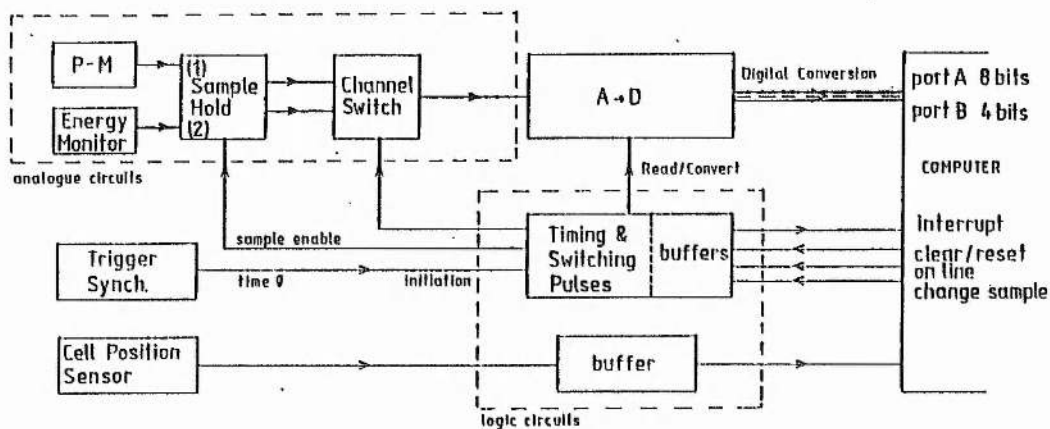 P-M
(1)
Sample
Hold
(2)
Channel
Switch
A→D
Digital Conversion
port A 8 bits
port B 4 bits
Energy
Monitor
analogue circuits
Read/Convert
COMPUTER
sample enable
Timing &
Switching
Pulses
buffers
interrupt
clear/reset
on line
change sample
Trigger
Synch.
time 0
initiation
Cell Position
Sensor
buffer
logic circuits